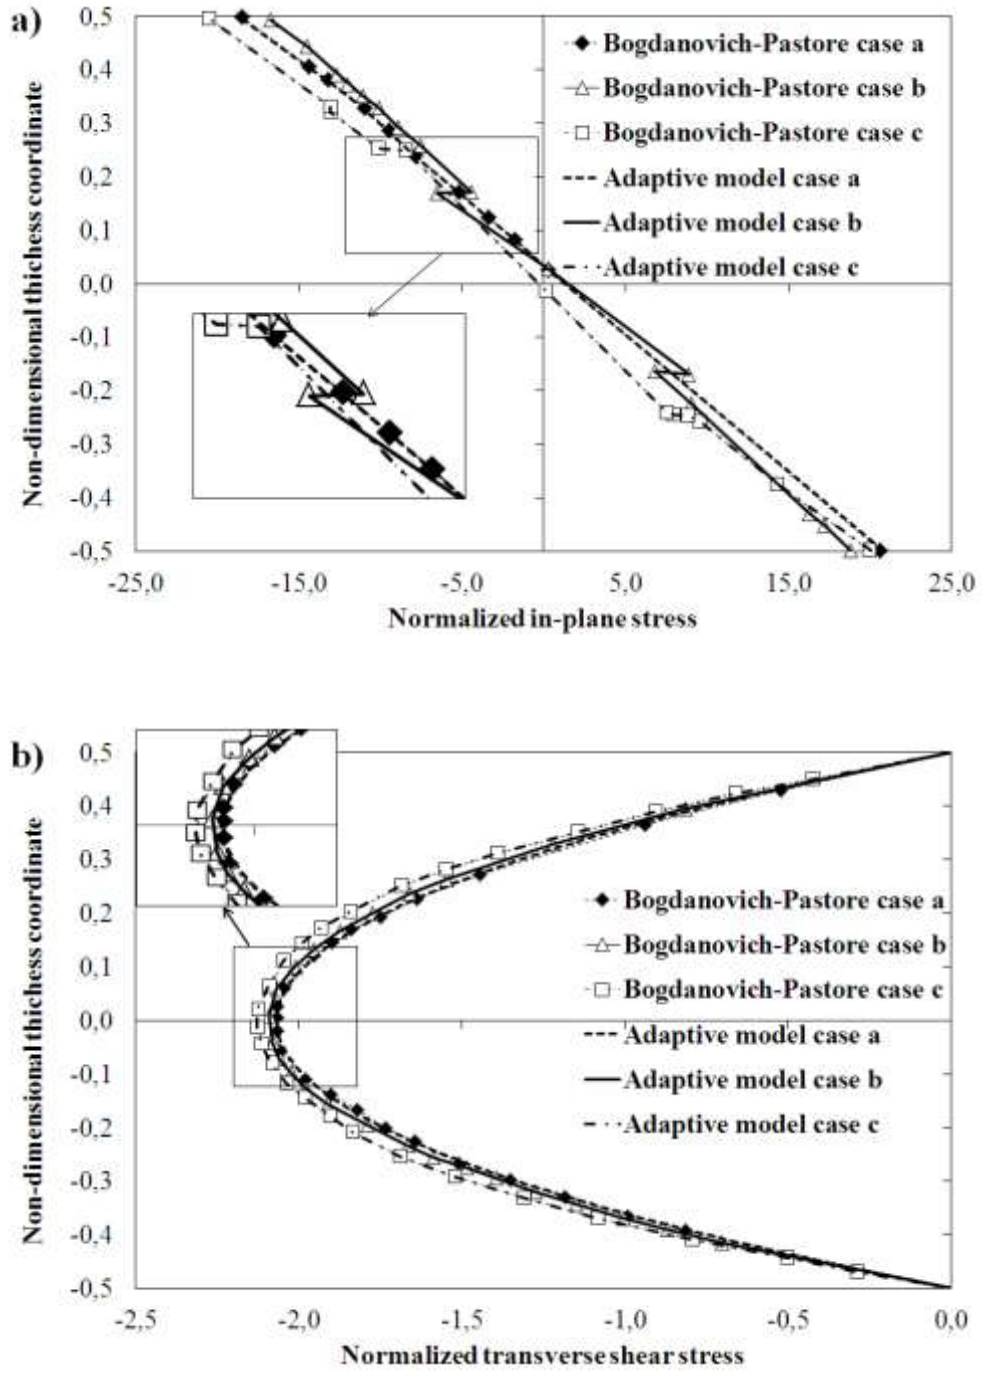 a)
Non-dimensional thichess coordinate
0,5
0,4
0,3
0,2
0,1
0,0
-0,1
-0,2
-0,3
-0,4
-0,5
Bogdanovich-Pastore case a
Bogdanovich-Pastore case b
Bogdanovich-Pastore case c
Adaptive model case a
Adaptive model case b
Adaptive model case c
-25,0 -15,0 -5,0 5,0 15,0 25,0
Normalized in-plane stress
b)
Non-dimensional thichess coordinate
0,5
0,4
0,3
0,2
0,1
0,0
-0,1
-0,2
-0,3
-0,4
-0,5
Bogdanovich-Pastore case a
Bogdanovich-Pastore case b
Bogdanovich-Pastore case c
Adaptive model case a
Adaptive model case b
Adaptive model case c
-2,5 -2,0 -1,5 -1,0 -0,5 0,0
Normalized transverse shear stress